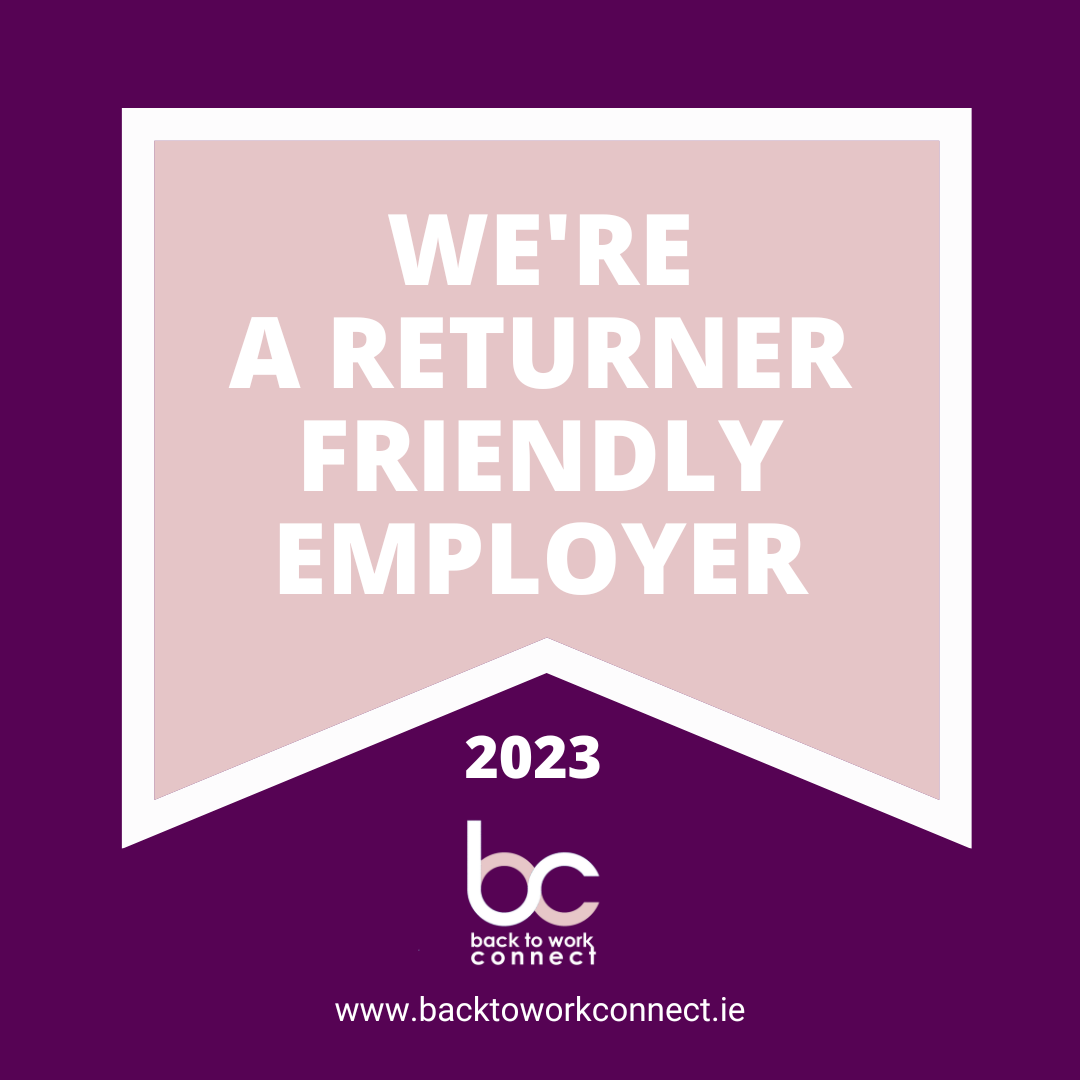 WE'RE
A RETURNER
FRIENDLY
EMPLOYER
2023
bc
back to work
connect
www.backtoworkconnect.ie